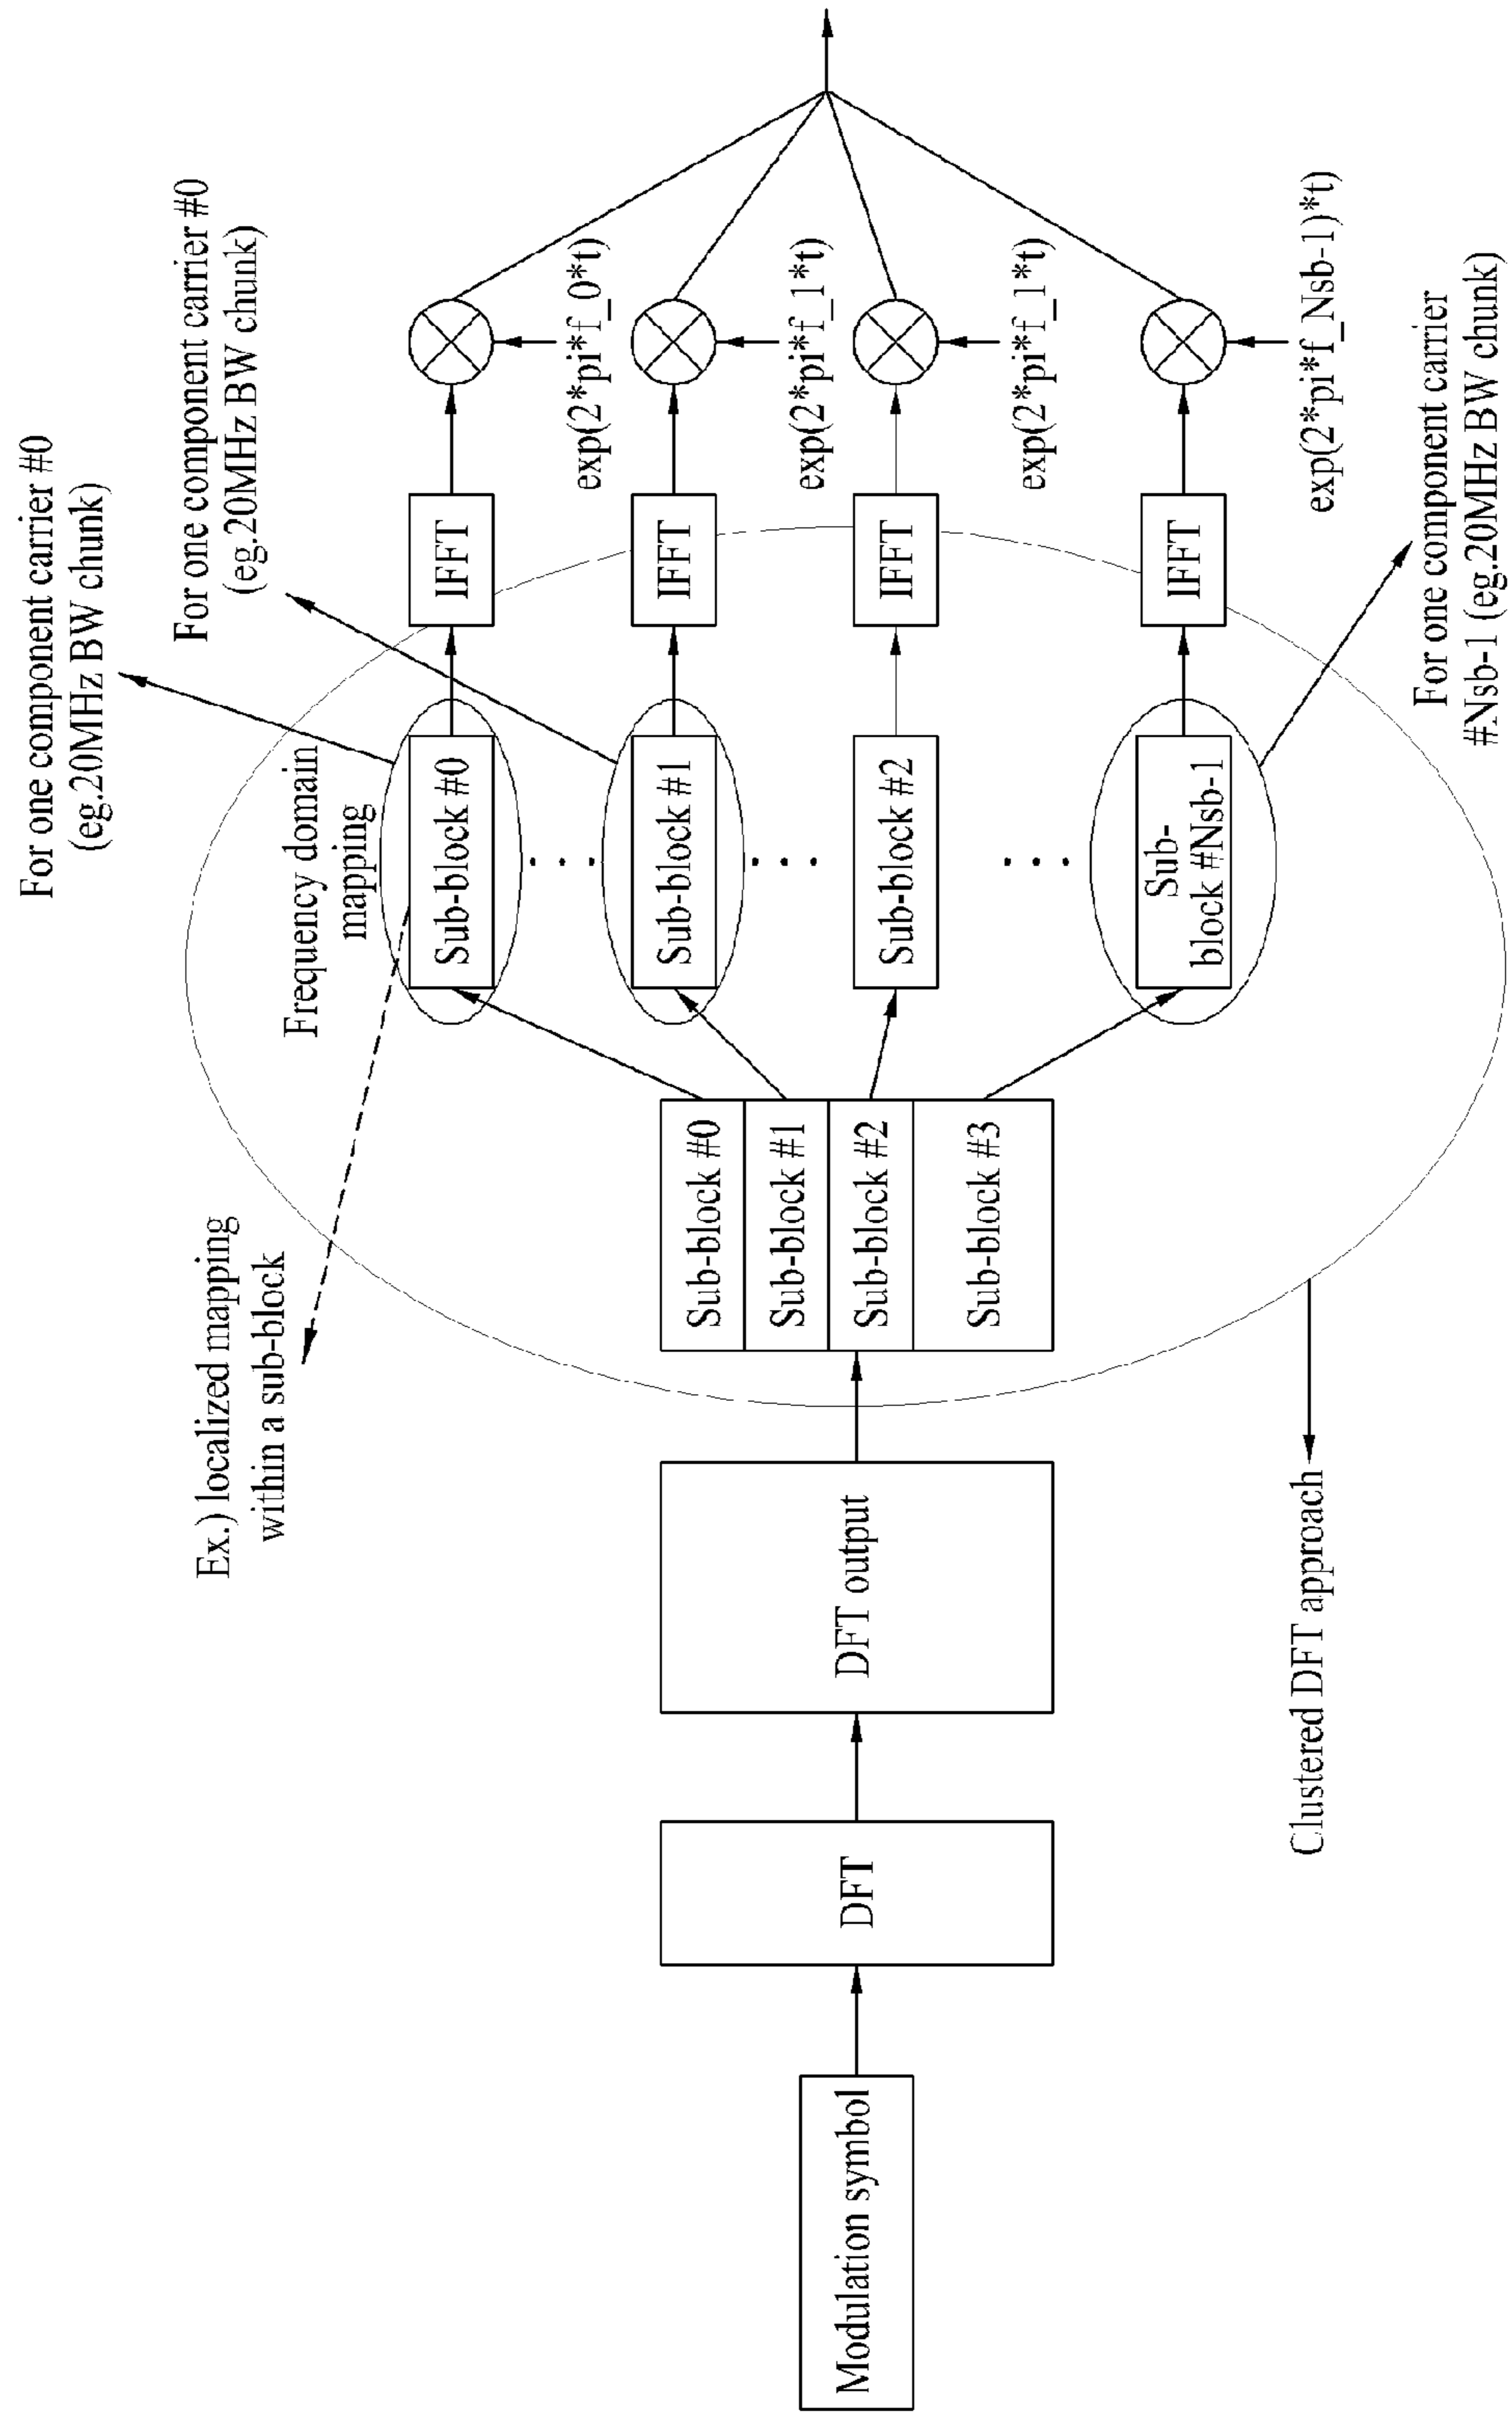 Modulation symbol
DFT
DFT output
Sub-block #0
Sub-block #1
Sub-block #2
Sub-block #3
Ex.) localized mapping
within a sub-block
Frequency domain
mapping
Sub-block #0
Sub-block #1
Sub-block #2
Sub-
block #Nsb-1
For one component carrier #0
(eg.20MHz BW chunk)
For one component carrier #0
(eg.20MHz BW chunk)
For one component carrier
#Nsb-1 (eg.20MHz BW chunk)
IFFT
IFFT
IFFT
IFFT
exp(2*pi*f_0*t)
exp(2*pi*f_1*t)
exp(2*pi*f_1*t)
exp(2*pi*f_Nsb-1)*t)
Clustered DFT approach